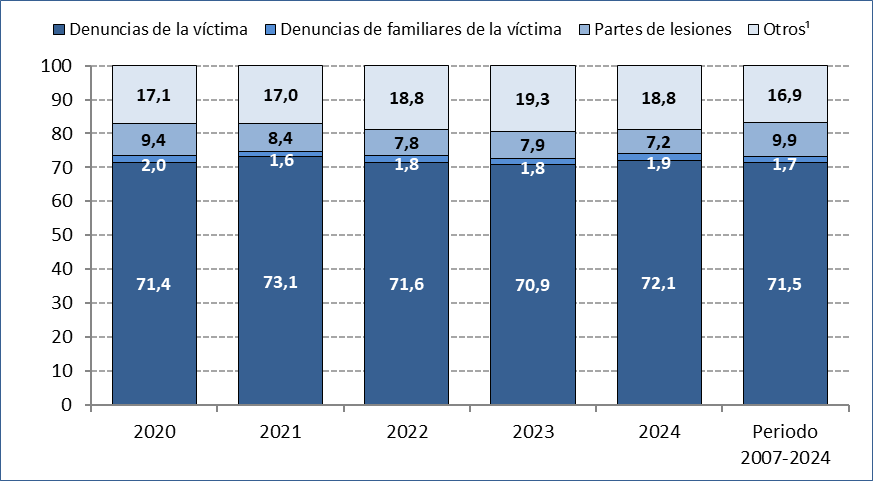 Denuncias de la víctima Denuncias de familiares de la víctima Partes de lesiones Otros¹
100
90
80
70
60
50
40
30
20
10
0
17,1 17,0 18,8 19,3 18,8 16,9
9,4 8,4 7,8 7,9 7,2 9,9
2,0 1,6 1,8 1,8 1,9 1,7
71,4 73,1 71,6 70,9 72,1 71,5
2020 2021 2022 2023 2024 Periodo
2007-2024